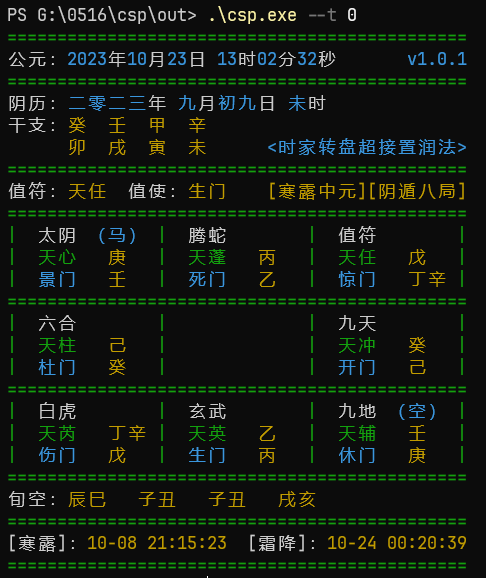 PS G:\0516\csp\out> .\csp.exe --t 0
=========================================
公元: 2023年10月23日 13时02分32秒 v1.0.1
=========================================
阴历: 二零二三年 九月初九日 未时
干支: 癸 壬 甲 辛
卯 戌 寅 未 <时家转盘超接置润法>
=========================================
值符: 天任 值使: 生门 [寒露中元][阴遁八局]
=========================================
| 太阴 (马) | 腾蛇 | 值符 |
| 天心 庚 | 天蓬 丙 | 天任 戊 |
| 景门 壬 | 死门 乙 | 惊门 丁辛 |
=========================================
| 六合 | | 九天 |
| 天柱 己 | | 天冲 癸 |
| 杜门 癸 | | 开门 己 |
=========================================
| 白虎 | 玄武 | 九地 (空) |
| 天芮 丁辛 | 天英 乙 | 天辅 壬 |
| 伤门 戊 | 生门 丙 | 休门 庚 |
=========================================
旬空: 辰巳 子丑 子丑 戌亥
=========================================
[寒露]: 10-08 21:15:23 [霜降]: 10-24 00:20:39
=========================================